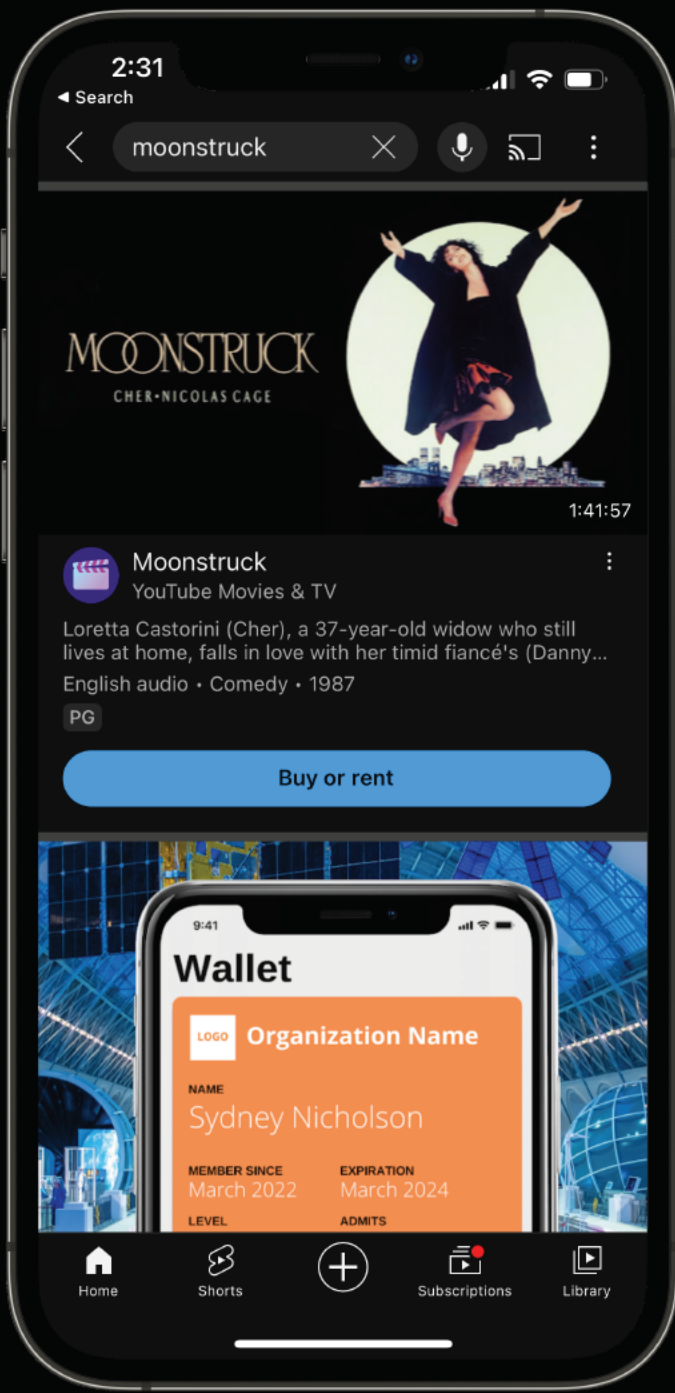 2:31
◀ Search
moonstruck
MOONSTRUCK
CHER•NICOLAS CAGE
1:41:57
Moonstruck
YouTube Movies & TV
Loretta Castorini (Cher), a 37-year-old widow who still
lives at home, falls in love with her timid fiancé's (Danny...
English audio • Comedy • 1987
PG
Buy or rent
9:41
Wallet
LOGO Organization Name
NAME
Sydney Nicholson
MEMBER SINCE EXPIRATION
March 2022 March 2024
LEVEL ADMITS
Home Shorts Subscriptions Library